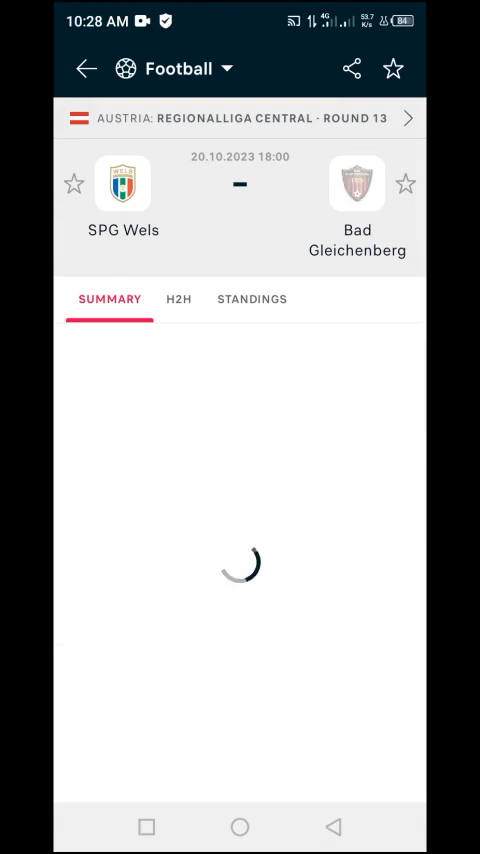 10:28 AM 4G 53.7 K/s 84
Football
AUSTRIA: REGIONALLIGA CENTRAL - ROUND 13
20.10.2023 18:00
-
WELS
SPG Wels
Bad
Gleichenberg
SUMMARY H2H STANDINGS